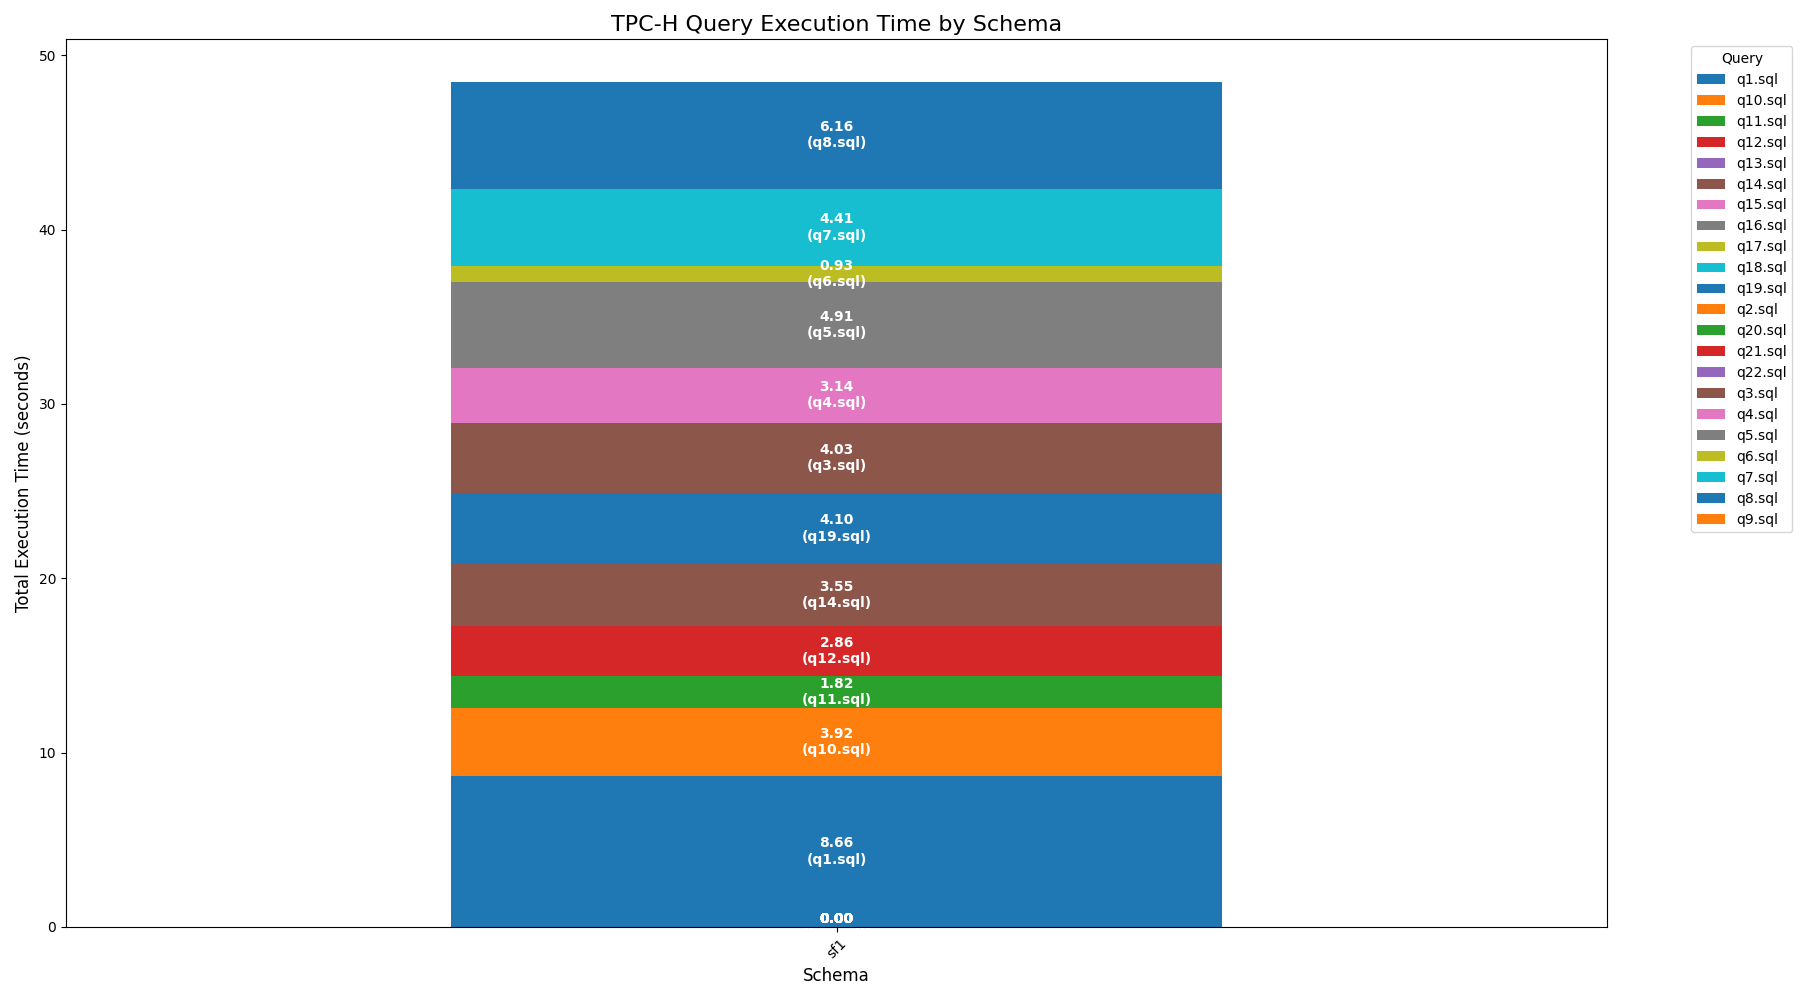 TPC-H Query Execution Time by Schema
Total Execution Time (seconds)
50
40
30
20
10
0
6.16
(q8.sql)
4.41
(q7.sql)
0.93
(q6.sql)
4.91
(q5.sql)
3.14
(q4.sql)
4.03
(q3.sql)
4.10
(q19.sql)
3.55
(q14.sql)
2.86
(q12.sql)
1.82
(q11.sql)
3.92
(q10.sql)
8.66
(q1.sql)
0.00
sf1
Schema
Query
q1.sql
q10.sql
q11.sql
q12.sql
q13.sql
q14.sql
q15.sql
q16.sql
q17.sql
q18.sql
q19.sql
q2.sql
q20.sql
q21.sql
q22.sql
q3.sql
q4.sql
q5.sql
q6.sql
q7.sql
q8.sql
q9.sql